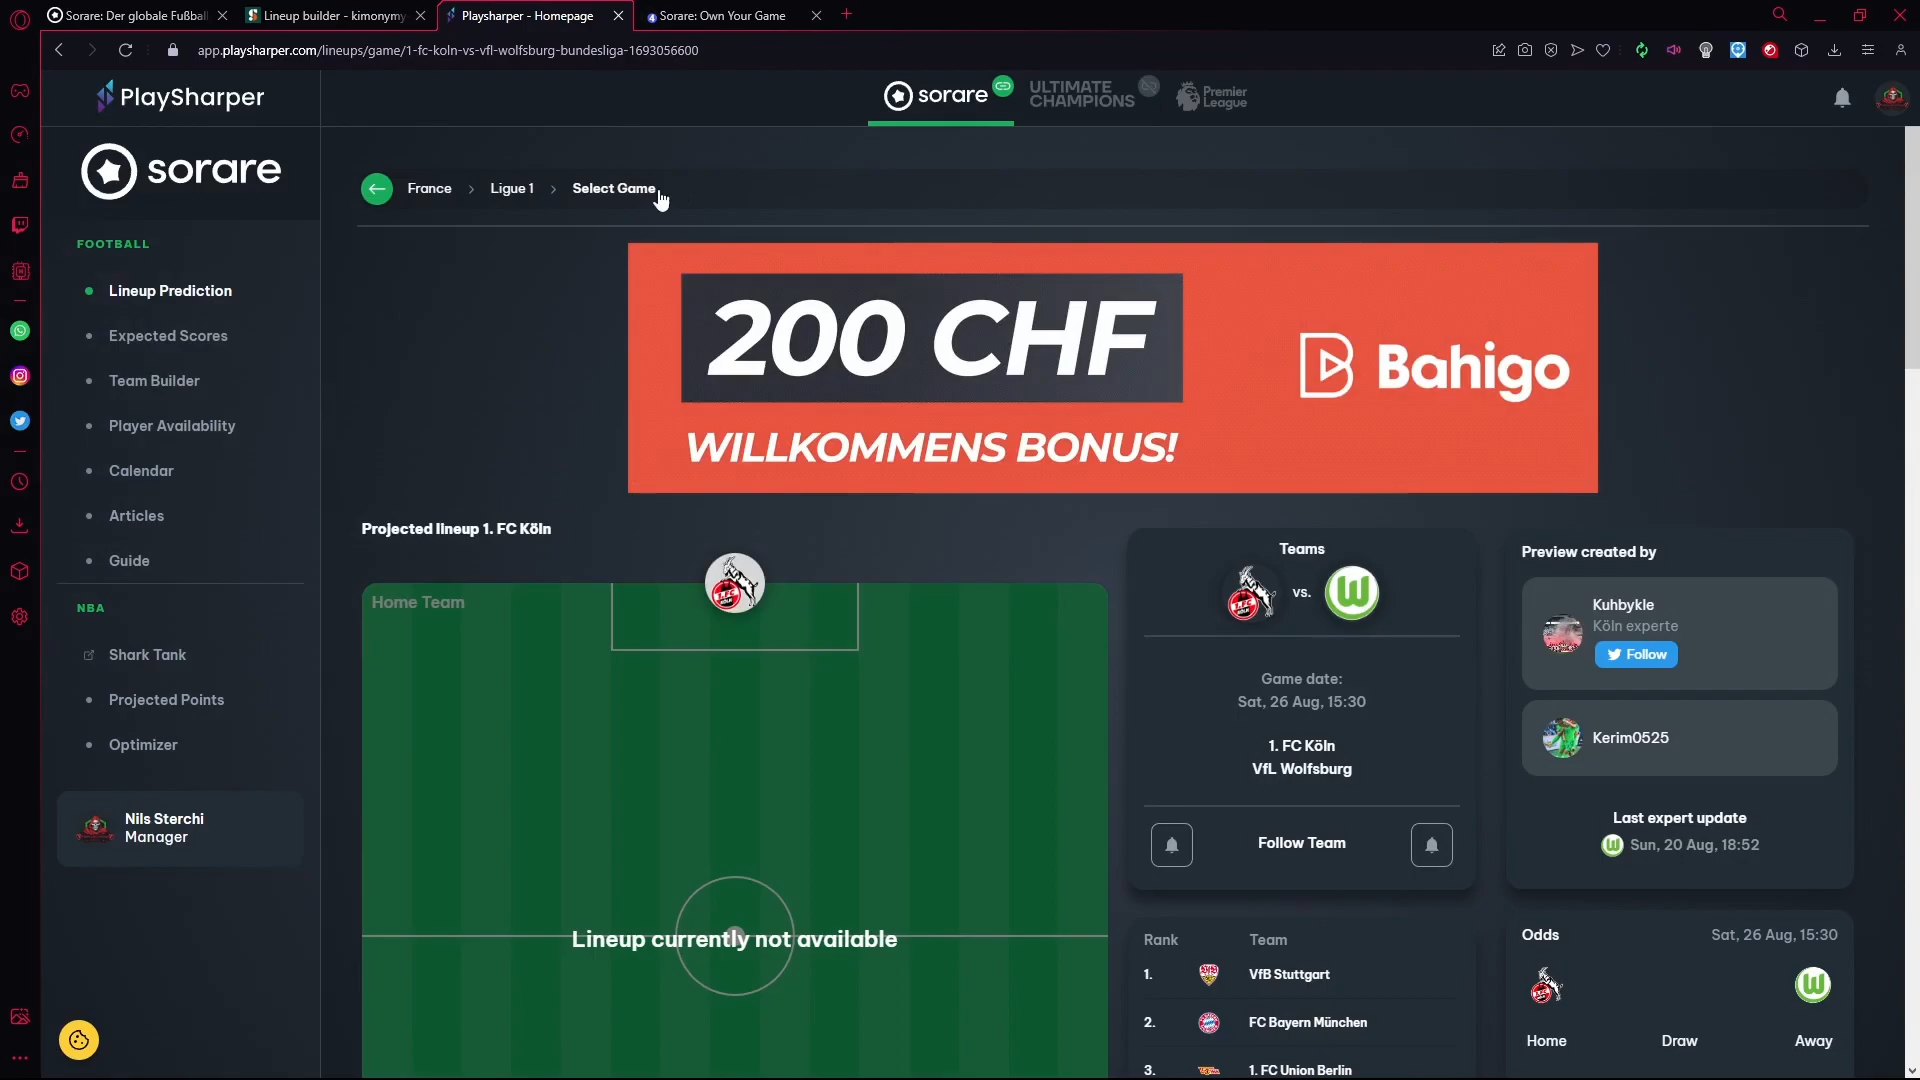 Sorare: Der globale Fußball
Lineup builder - kimonymy
Playsharper - Homepage
Sorare: Own Your Game
app.playsharper.com/lineups/game/1-fc-koln-vs-vfl-wolfsburg-bundesliga-1693056600
PlaySharper
sorare
ULTIMATE
CHAMPIONS
Premier
League
sorare
France
Ligue 1
Select Game
FOOTBALL
Lineup Prediction
Expected Scores
Team Builder
Player Availability
Calendar
Articles
Guide
NBA
Shark Tank
Projected Points
Optimizer
Nils Sterchi
Manager
200 CHF
WILLKOMMENS BONUS!
Bahigo
Projected lineup 1. FC Köln
Home Team
Lineup currently not available
Teams
vs.
Game date:
Sat, 26 Aug, 15:30
1. FC Köln
VfL Wolfsburg
Follow Team
Rank Team
1. VfB Stuttgart
2. FC Bayern München
3. 1. FC Union Berlin
Preview created by
Kuhbykle
Köln experte
Follow
Kerim0525
Last expert update
Sun, 20 Aug, 18:52
Odds Sat, 26 Aug, 15:30
Home Draw Away